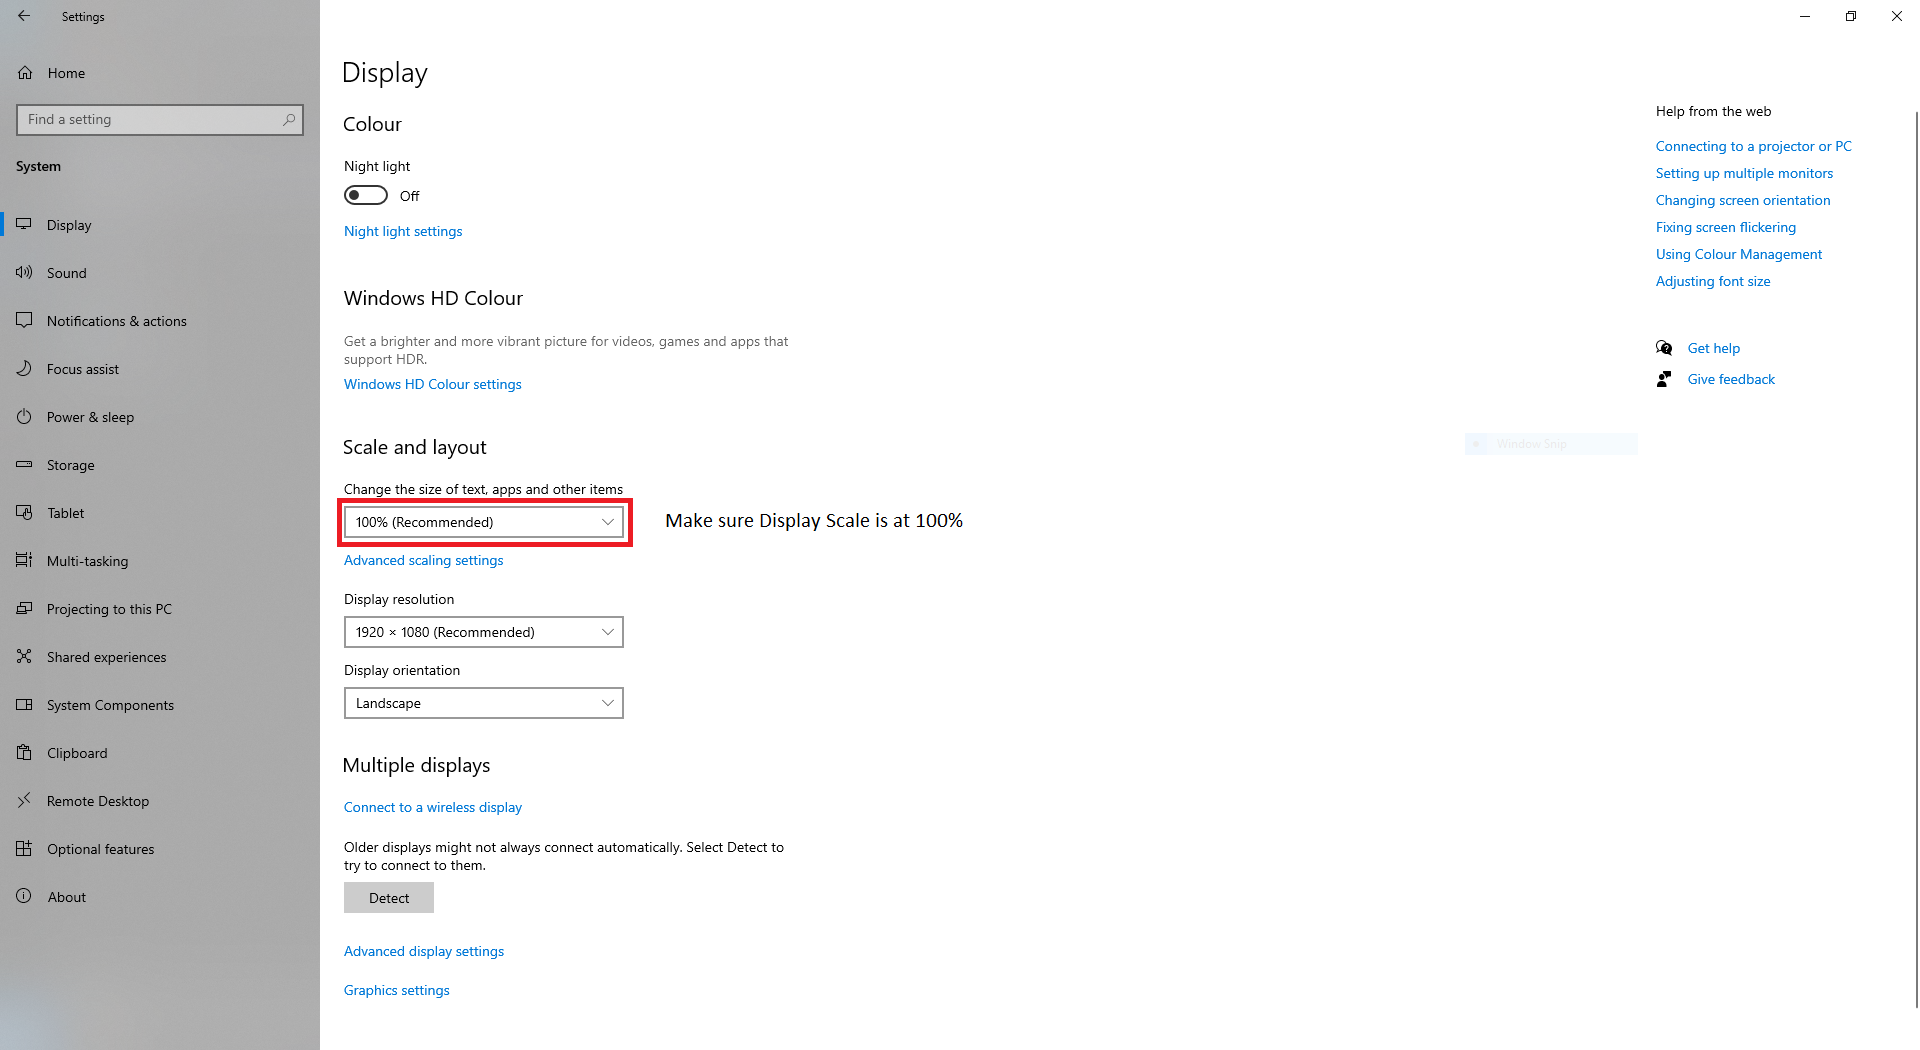 Settings
Home
Find a setting
System
Display
Sound
Notifications & actions
Focus assist
Power & sleep
Storage
Tablet
Multi-tasking
Projecting to this PC
Shared experiences
System Components
Clipboard
Remote Desktop
Optional features
About
Display
Colour
Night light
Off
Night light settings
Windows HD Colour
Get a brighter and more vibrant picture for videos, games and apps that
support HDR.
Windows HD Colour settings
Scale and layout
Change the size of text, apps and other items
100% (Recommended)
Make sure Display Scale is at 100%
Advanced scaling settings
Display resolution
1920 × 1080 (Recommended)
Display orientation
Landscape
Multiple displays
Connect to a wireless display
Older displays might not always connect automatically. Select Detect to
try to connect to them.
Detect
Advanced display settings
Graphics settings
Help from the web
Connecting to a projector or PC
Setting up multiple monitors
Changing screen orientation
Fixing screen flickering
Using Colour Management
Adjusting font size
Get help
Give feedback
Window Snip